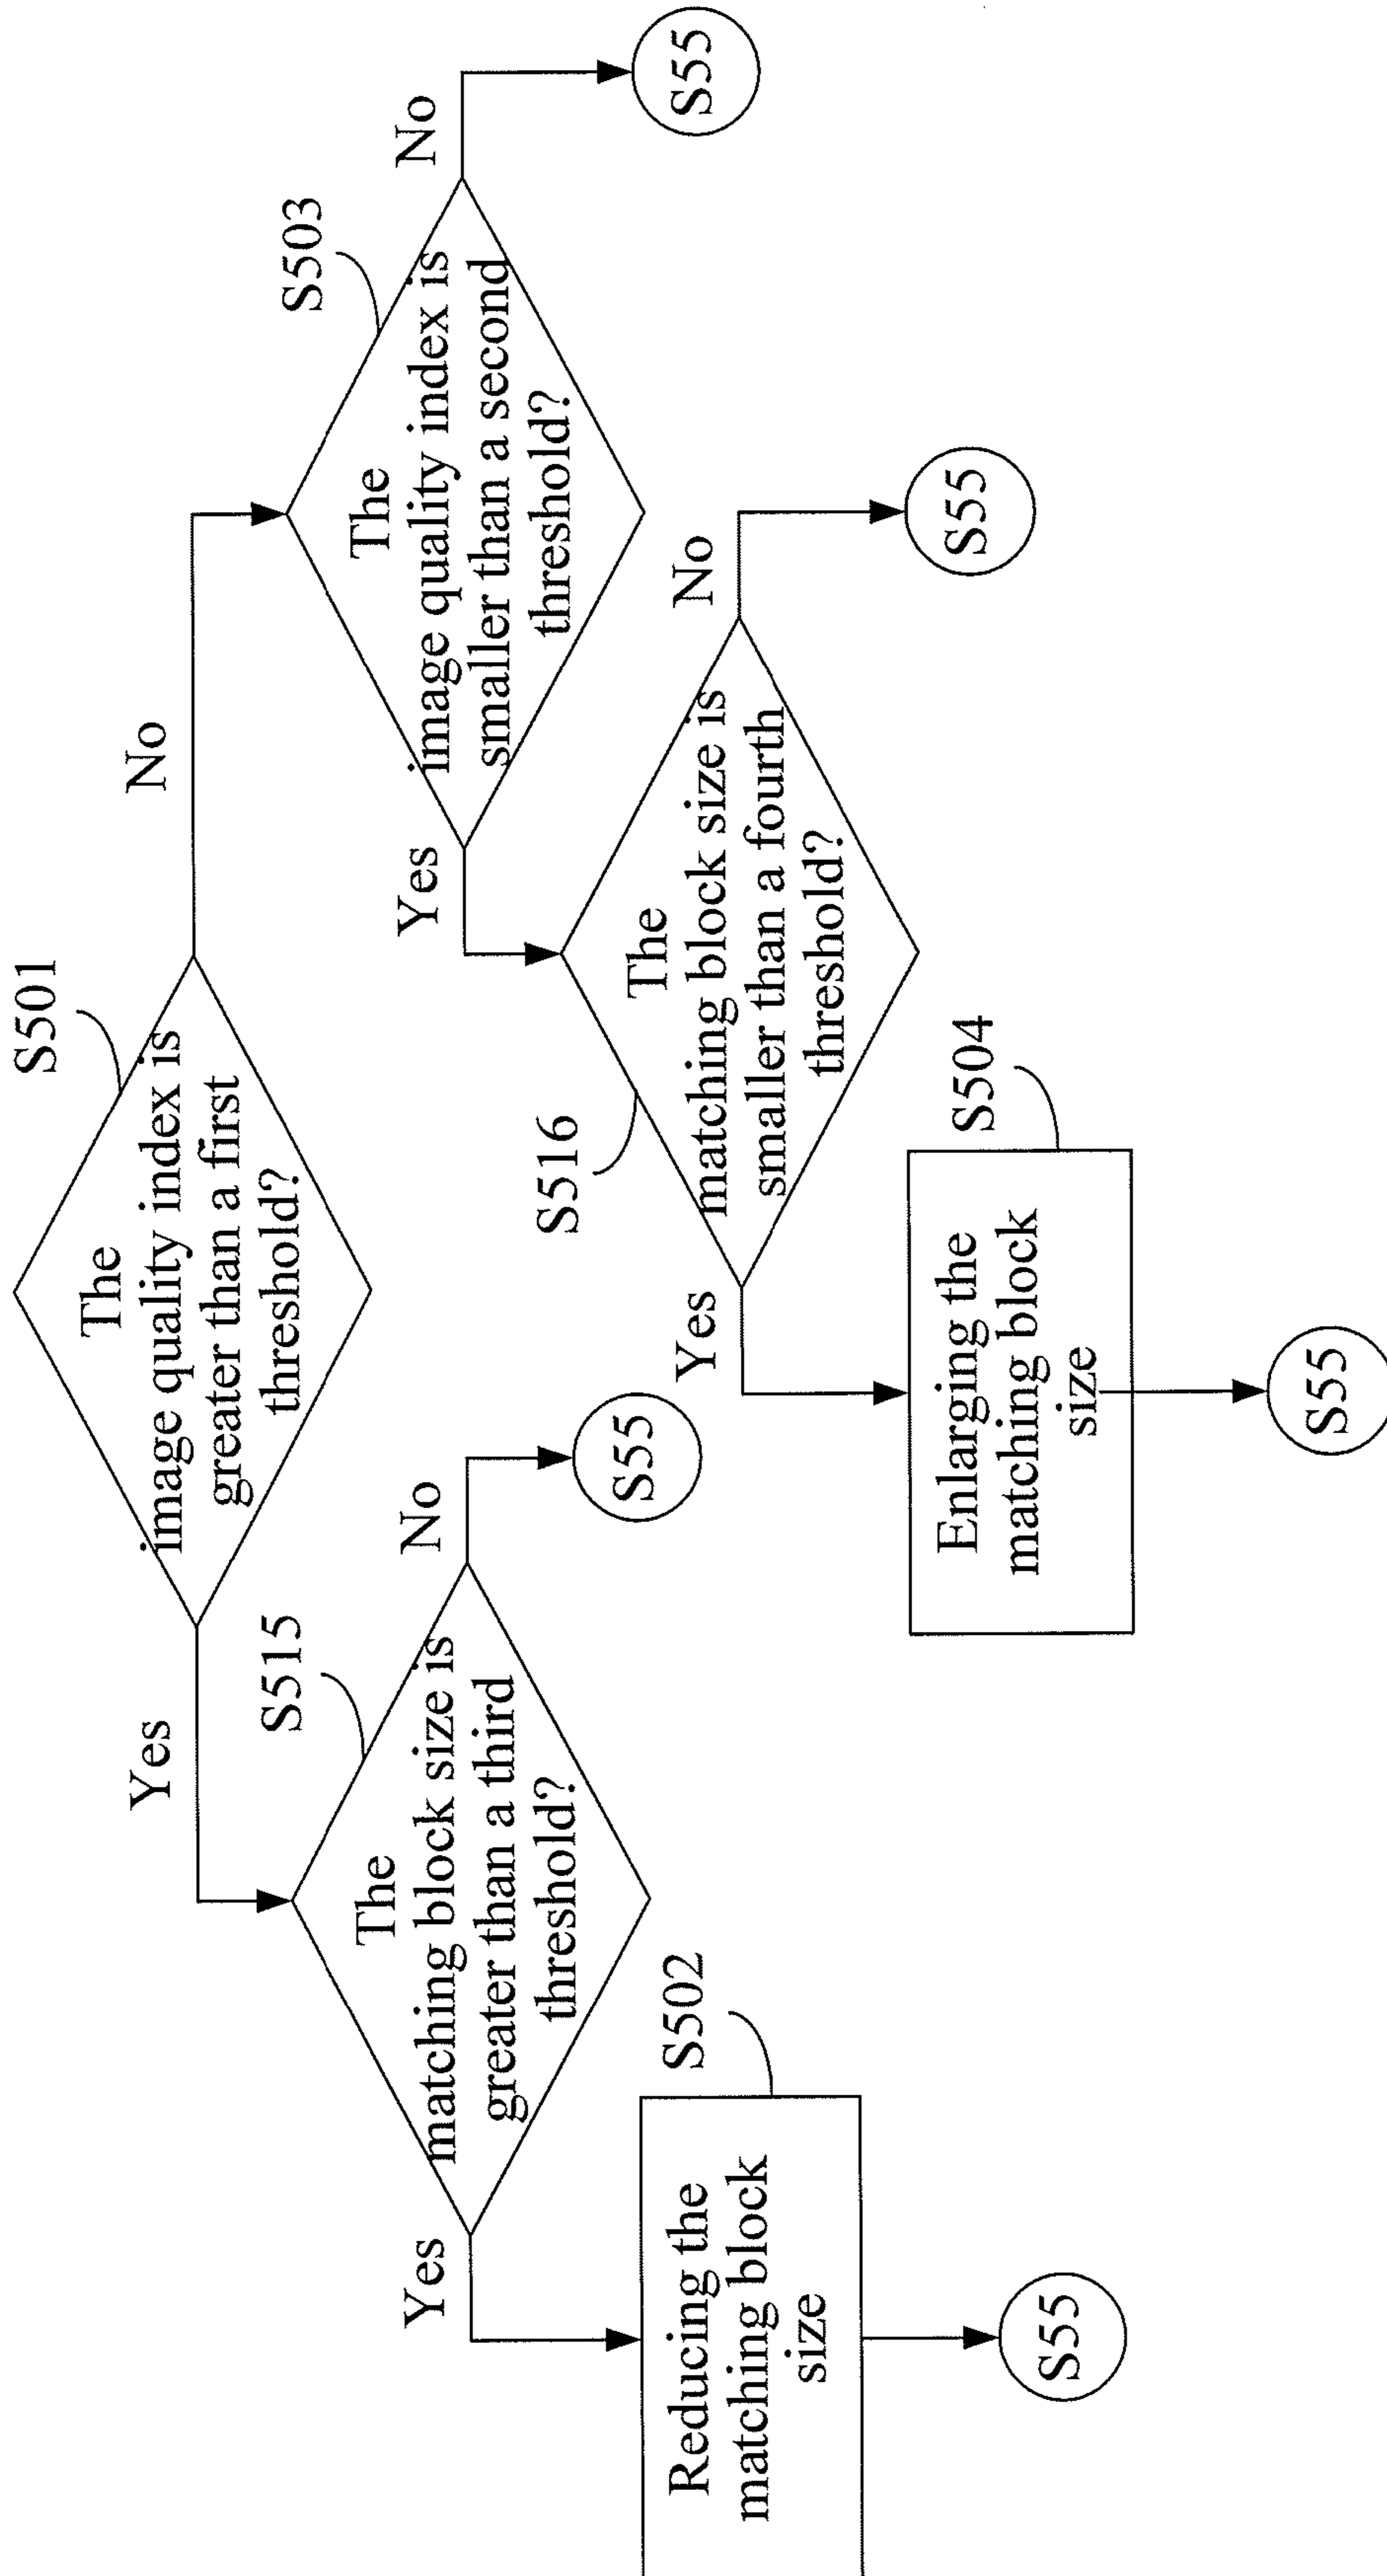 S501
The
image quality index is
greater than a first
threshold?
Yes
No
S515
The
matching block size is
greater than a third
threshold?
Yes
No
S55
S502
Reducing the
matching block
size
S55
S503
The
image quality index is
smaller than a second
threshold?
Yes
No
S55
S516
The
matching block size is
smaller than a fourth
threshold?
Yes
No
S55
S504
Enlarging the
matching block
size
S55